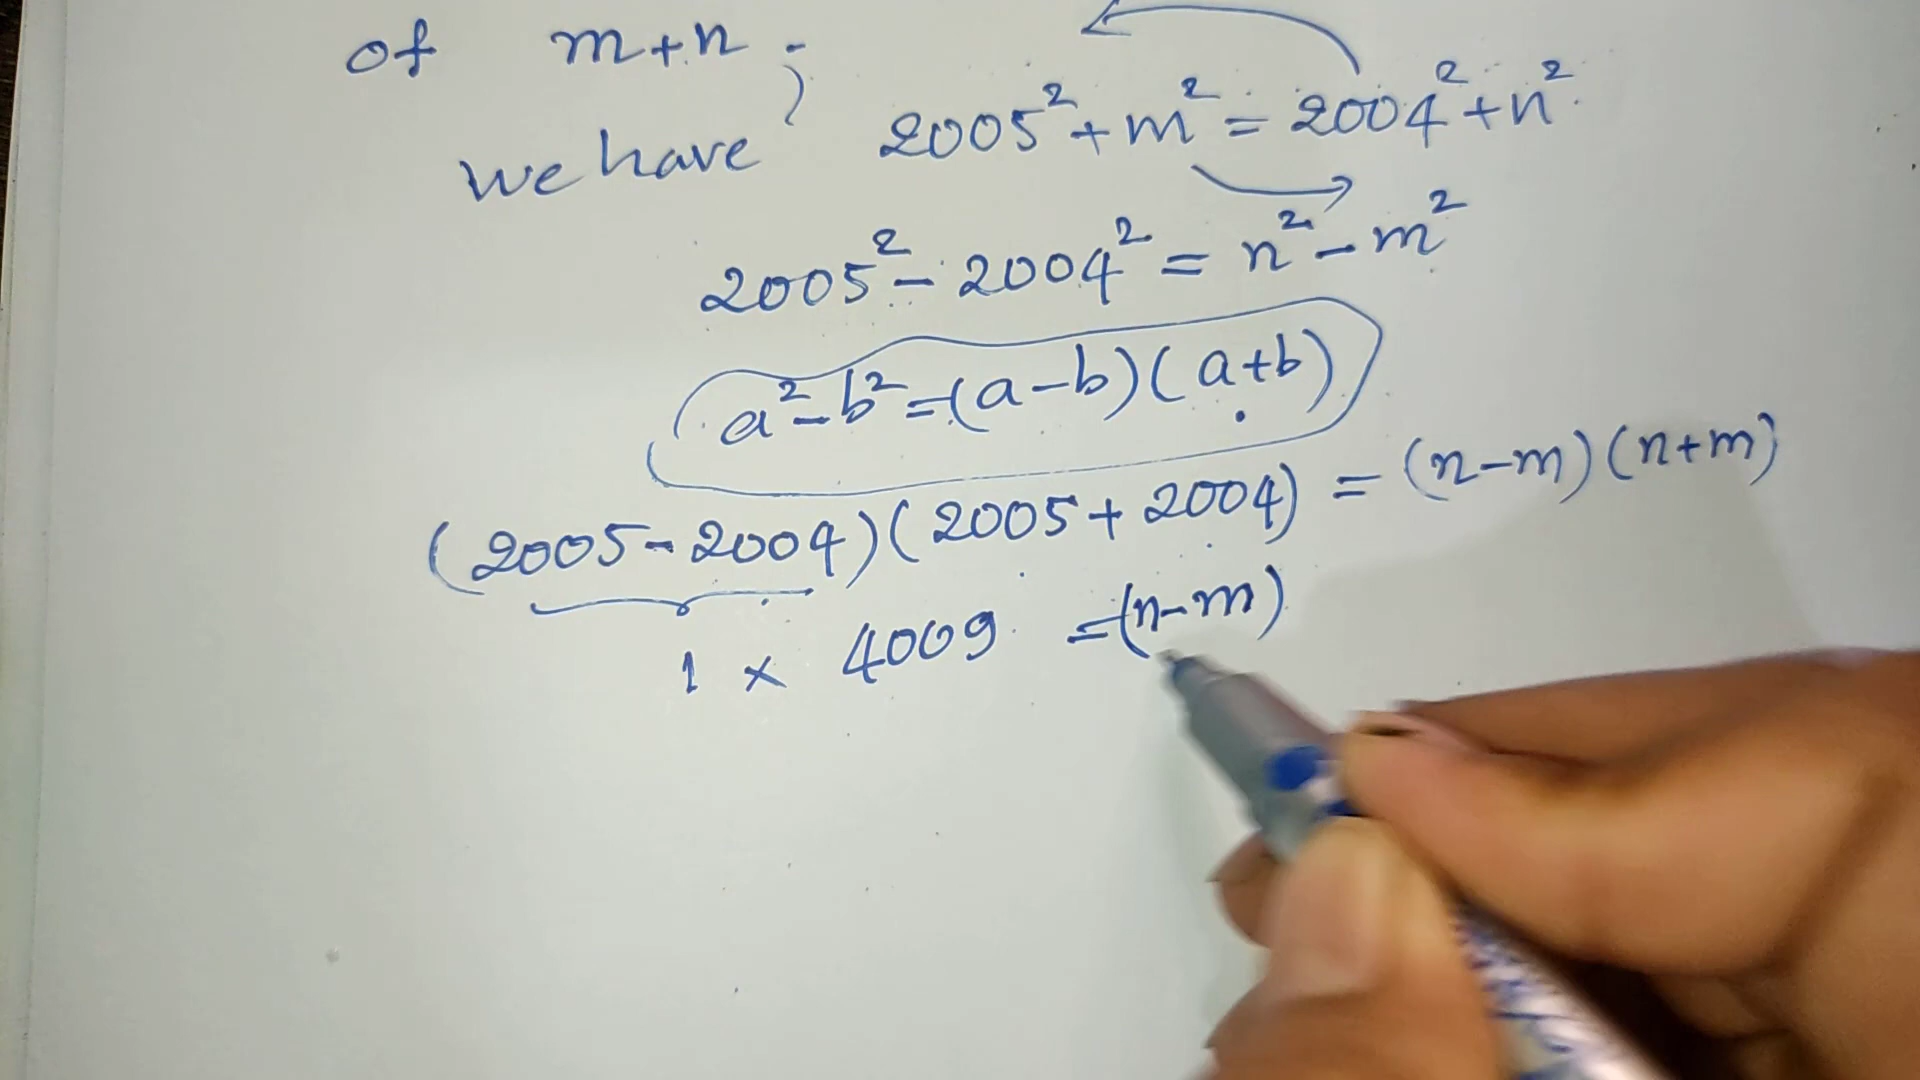 of m+n ;
We have 2005² + m² = 2004² + n²
2005² - 2004² = n² - m²
a² - b² = (a-b)(a+b)
(2005-2004)(2005+2004) = (n-m)(n+m)
1 × 4009 = (n-m)